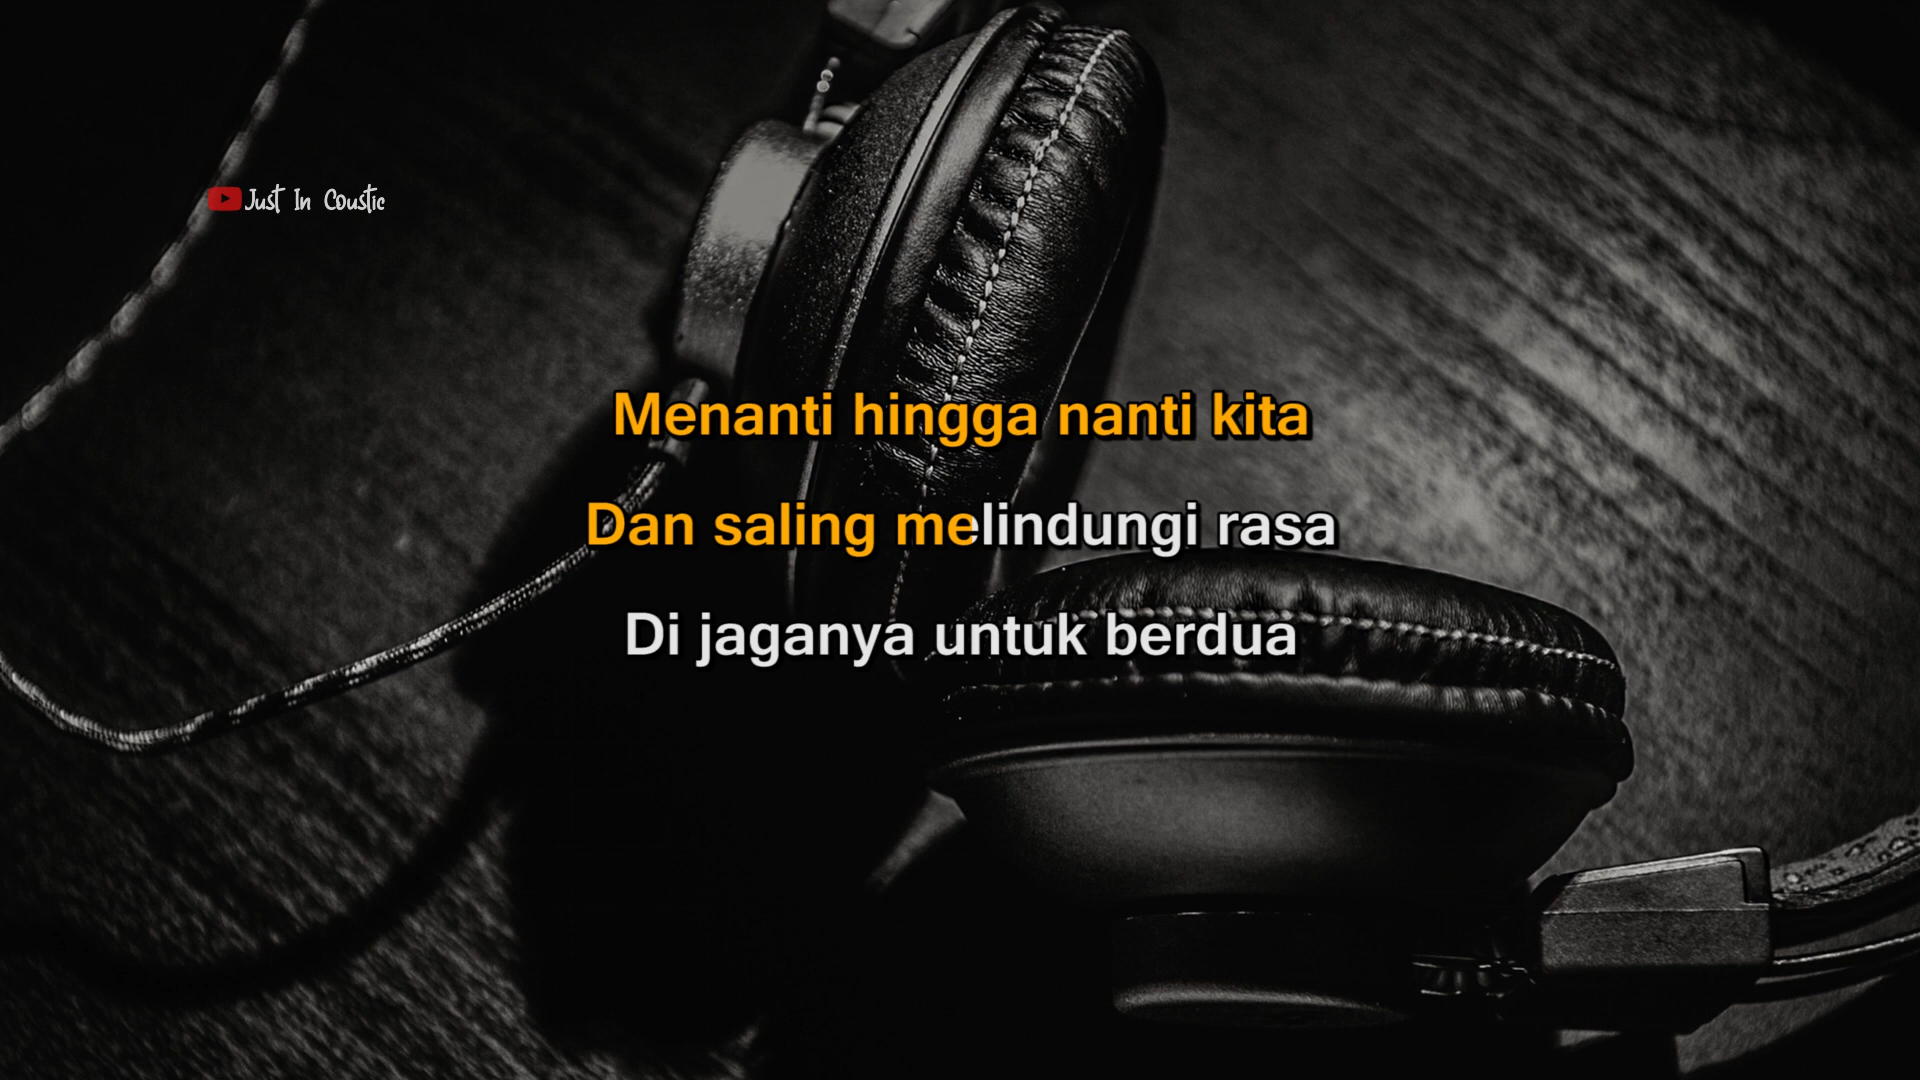 Just In Coustic
Menanti hingga nanti kita
Dan saling melindungi rasa
Di jaganya untuk berdua